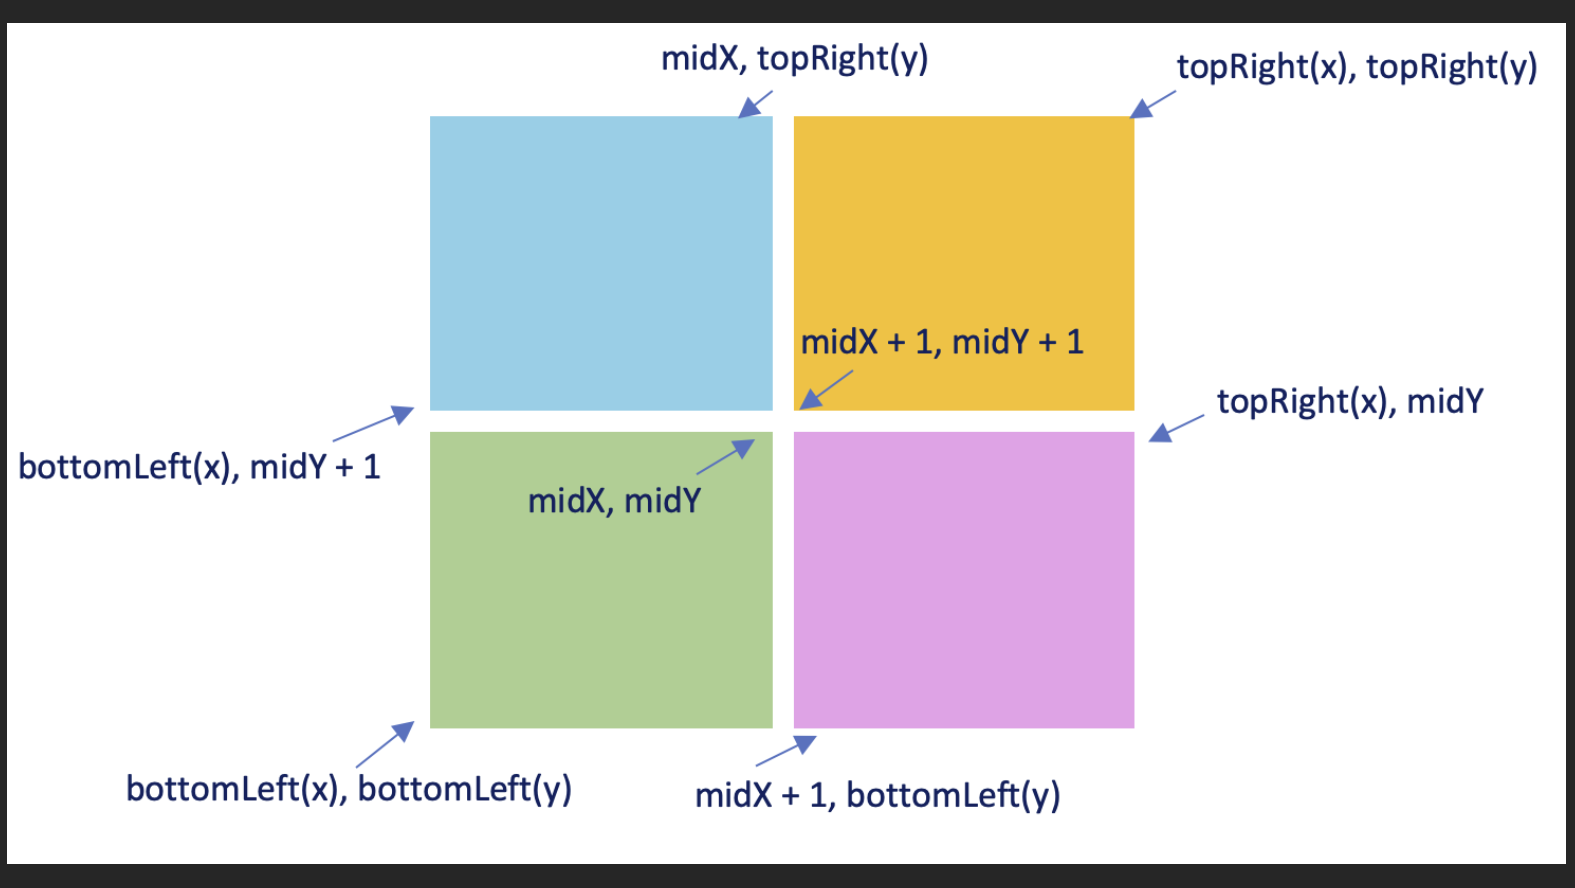 midX, topRight(y)
topRight(x), topRight(y)
midX + 1, midY + 1
topRight(x), midY
bottomLeft(x), midY + 1
midX, midY
bottomLeft(x), bottomLeft(y)
midX + 1, bottomLeft(y)